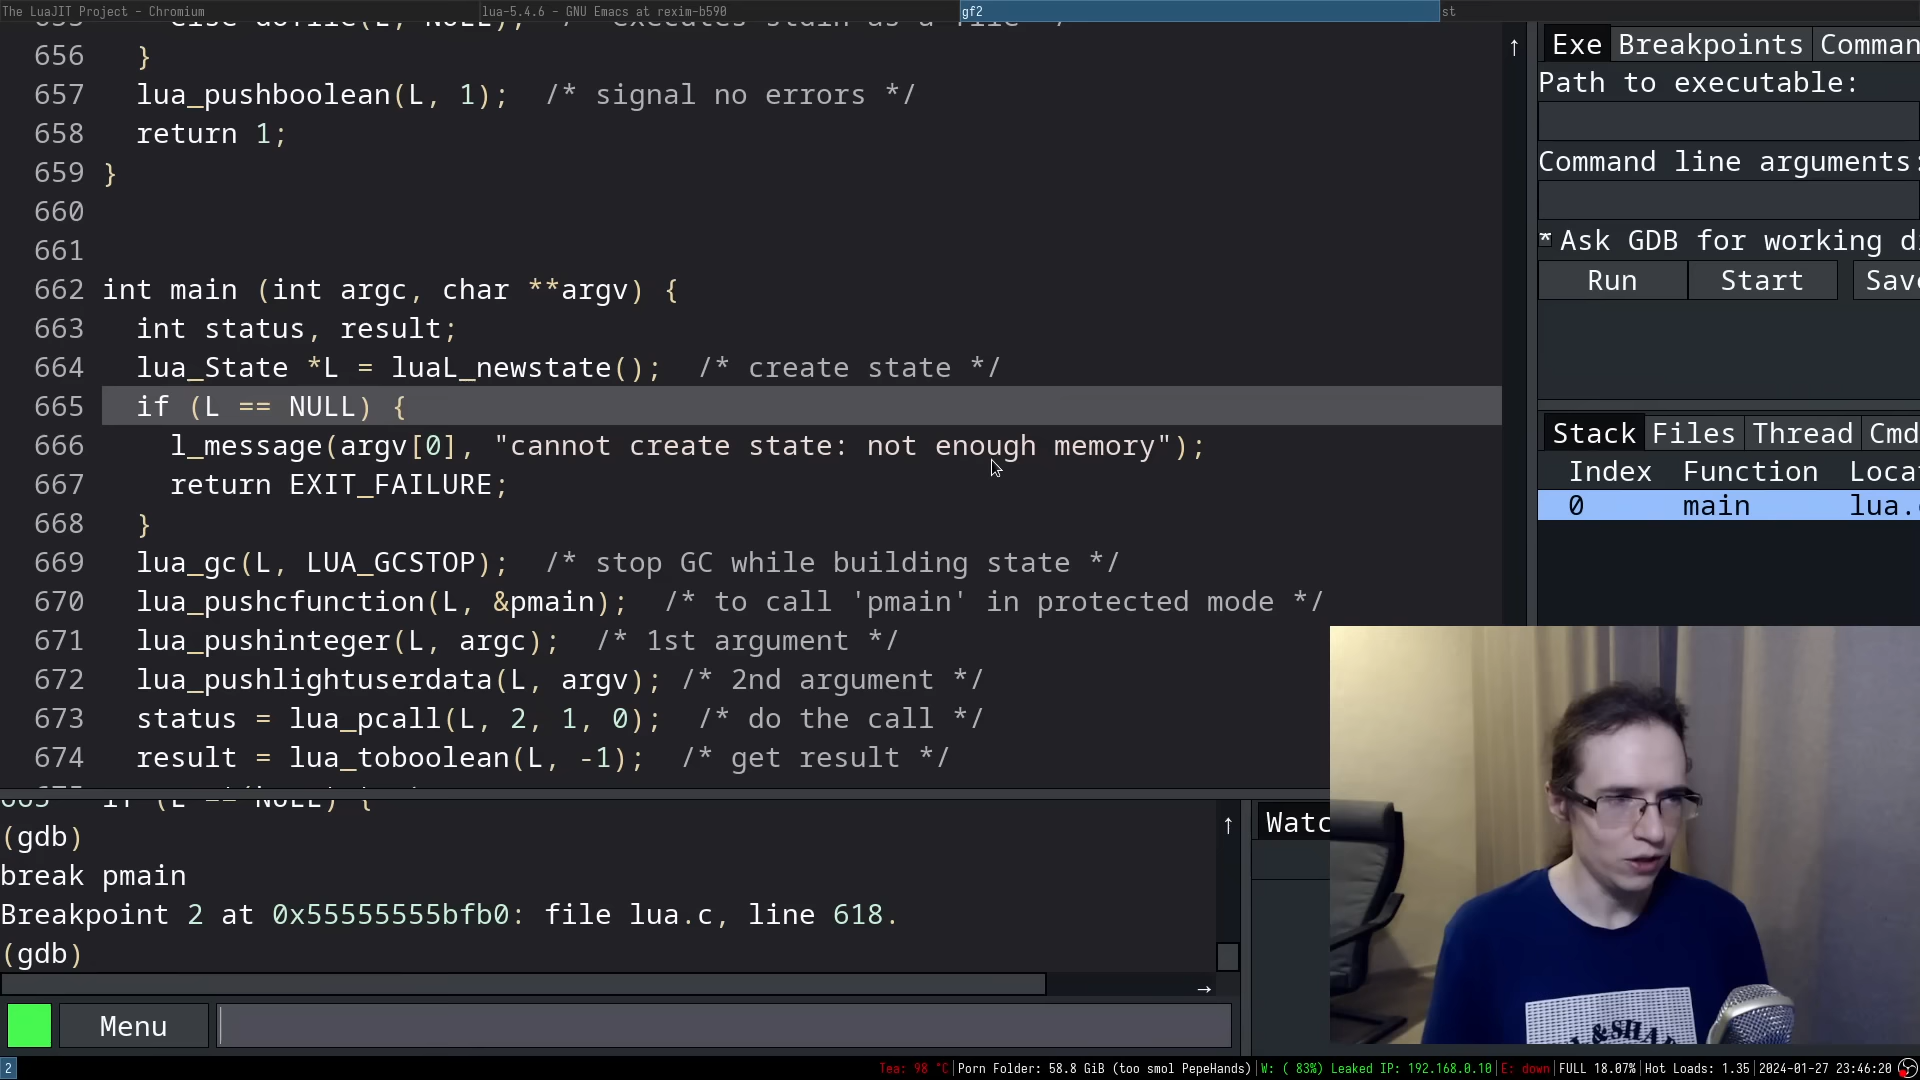 The LuaJIT Project - Chromium
lua-5.4.6 - GNU Emacs at rexim-b590
gf2
st
656 }
657 lua_pushboolean(L, 1);  /* signal no errors */
658 return 1;
659 }
660
661
662 int main (int argc, char **argv) {
663 int status, result;
664 lua_State *L = luaL_newstate();  /* create state */
665 if (L == NULL) {
666 l_message(argv[0], "cannot create state: not enough memory");
667 return EXIT_FAILURE;
668 }
669 lua_gc(L, LUA_GCSTOP);  /* stop GC while building state */
670 lua_pushcfunction(L, &pmain);  /* to call 'pmain' in protected mode */
671 lua_pushinteger(L, argc);  /* 1st argument */
672 lua_pushlightuserdata(L, argv); /* 2nd argument */
673 status = lua_pcall(L, 2, 1, 0);  /* do the call */
674 result = lua_toboolean(L, -1);  /* get result */
Exe Breakpoints Comman
Path to executable:
Command line arguments:
* Ask GDB for working d
Run Start Save
Stack Files Thread Cmd
Index Function Loca
0 main lua.
665 if (L == NULL) {
(gdb)
break pmain
Breakpoint 2 at 0x55555555bfb0: file lua.c, line 618.
(gdb)
Watc
Menu
2
Tea: 98 °C|Porn Folder: 58.8 GiB (too smol PepeHands)|W: ( 83%) Leaked IP: 192.168.0.10|E: down|FULL 18.07%|Hot Loads: 1.35|2024-01-27 23:46:20